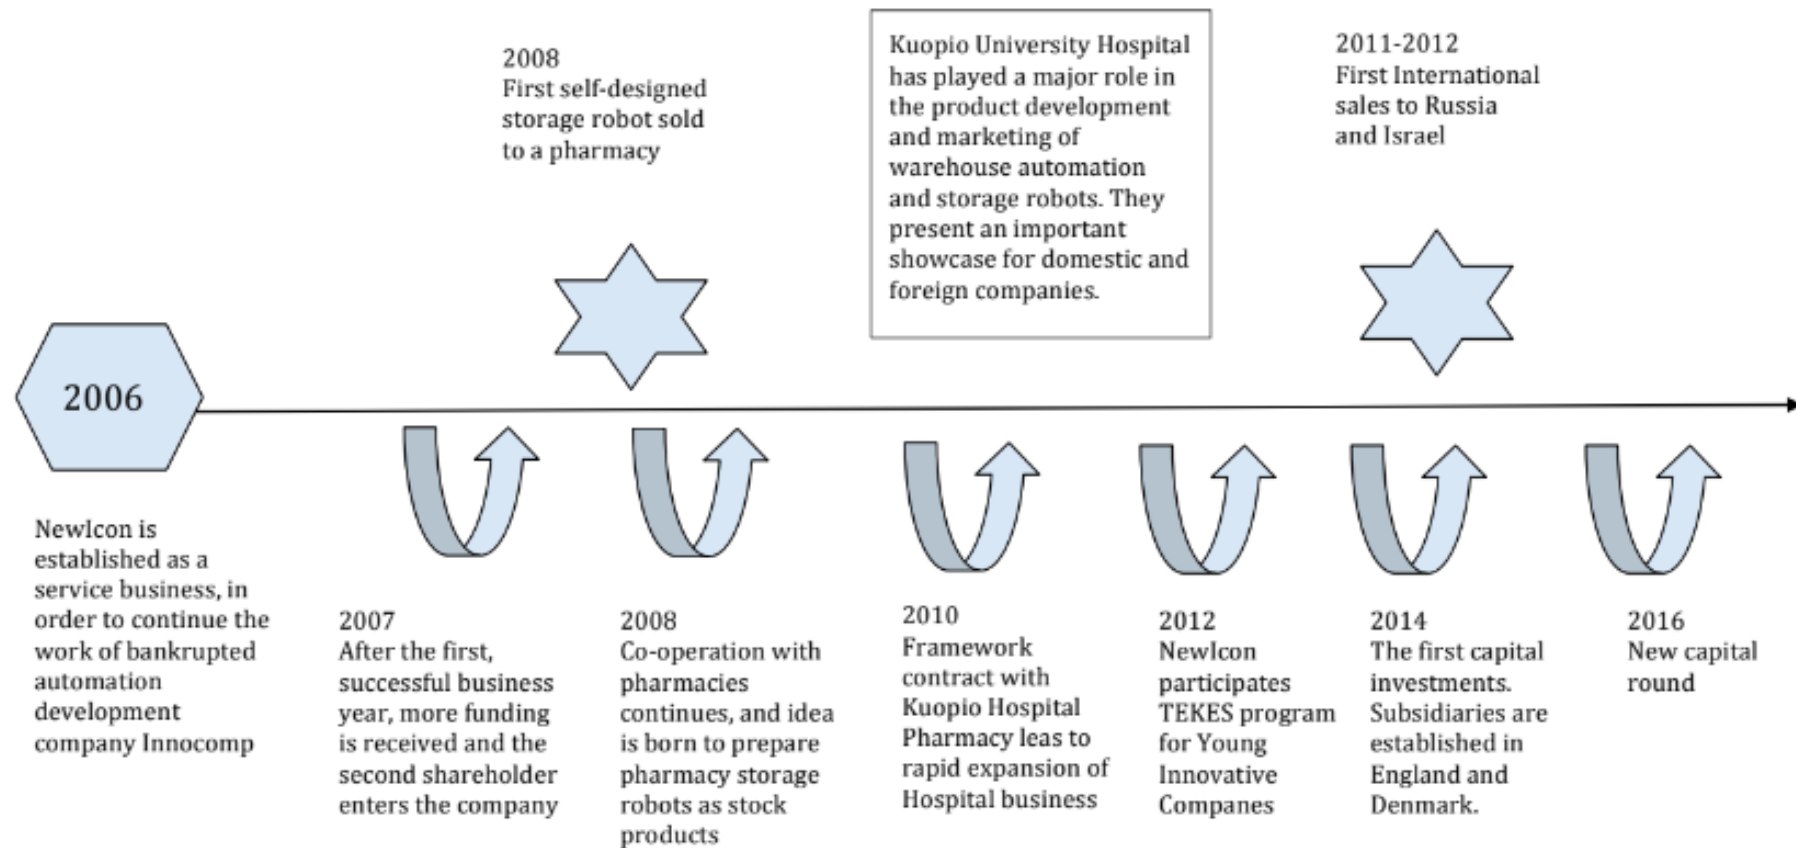 2008
First self-designed
storage robot sold
to a pharmacy
Kuopio University Hospital
has played a major role in
the product development
and marketing of
warehouse automation
and storage robots. They
present an important
showcase for domestic and
foreign companies.
2011-2012
First International
sales to Russia
and Israel
2006
NewIcon is
established as a
service business, in
order to continue the
work of bankrupted
automation
development
company Innocomp
2007
After the first,
successful business
year, more funding
is received and the
second shareholder
enters the company
2008
Co-operation with
pharmacies
continues, and idea
is born to prepare
pharmacy storage
robots as stock
products
2010
Framework
contract with
Kuopio Hospital
Pharmacy leas to
rapid expansion of
Hospital business
2012
NewIcon
participates
TEKES program
for Young
Innovative
Companes
2014
The first capital
investments.
Subsidiaries are
established in
England and
Denmark.
2016
New capital
round